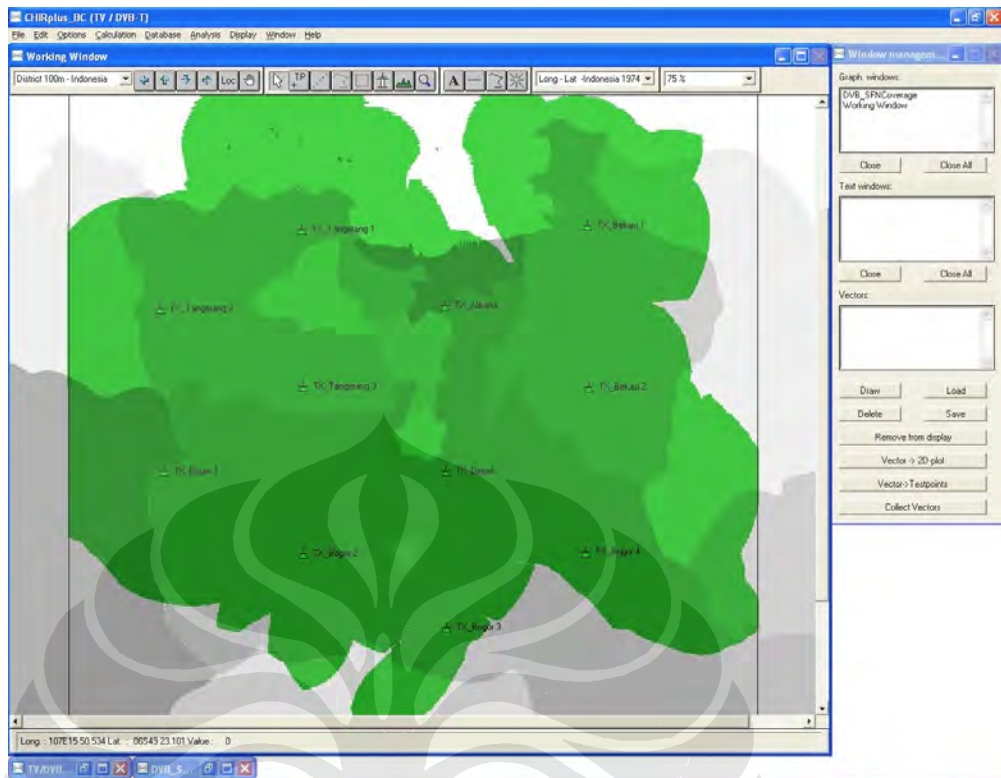 CHIRplus_BC (TV / DVB-T)
File Edit Options Calculation Database Analysis Display Window Help
Working Window
District 100m - Indonesia
Loc
TP
A
Long - Lat -Indonesia 1974
75 %
TX_Tangerang 1
TX_Bekasi 1
TX_Tangerang 2
TX_Jakarta
TX_Tangerang 3
TX_Bekasi 2
TX_Bogor 1
TX_Depok
TX_Bogor 2
TX_Bogor 4
TX_Bogor 3
Long. : 107E15 50.534 Lat. : 06S49 23.101 Value : 0
TV/DVB...
DVB_S...
Window managem...
Graph. windows:
DVB_SFNCoverage
Working Window
Close Close All
Text windows:
Close Close All
Vectors:
Draw Load
Delete Save
Remove from display
Vector -> 2D-plot
Vector-> Testpoints
Collect Vectors